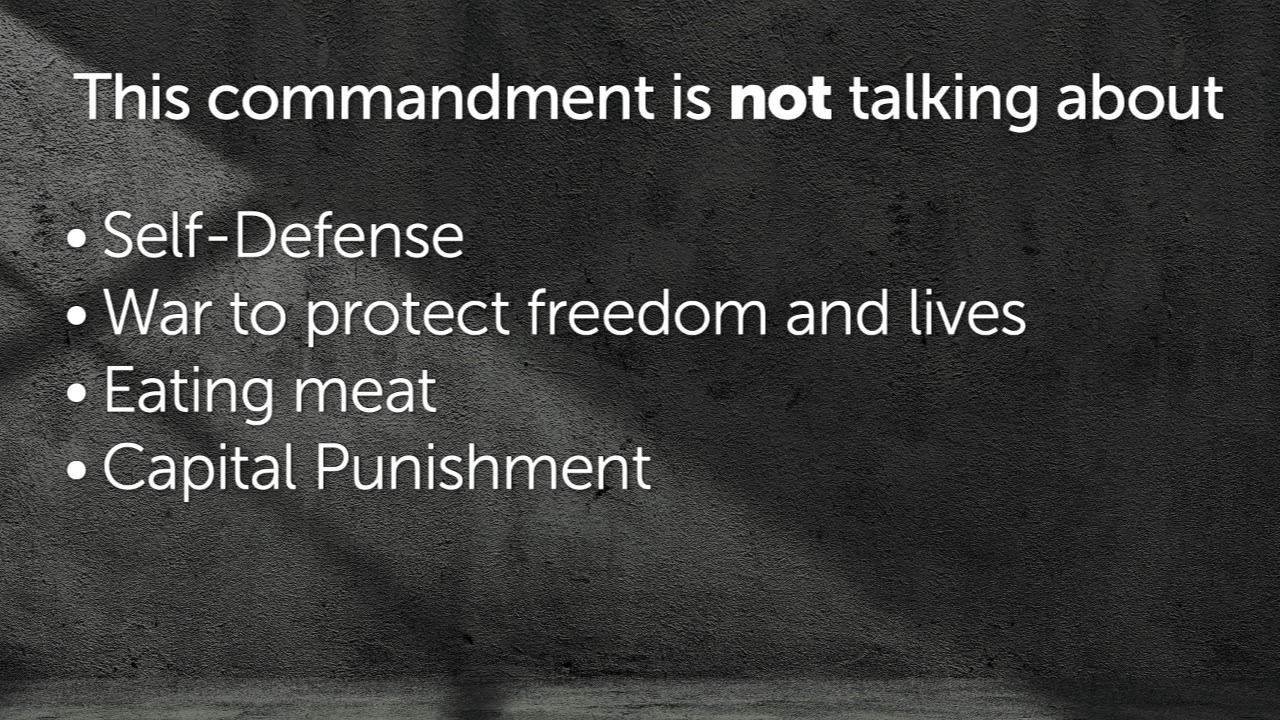 This commandment is not talking about
• Self-Defense
• War to protect freedom and lives
• Eating meat
• Capital Punishment